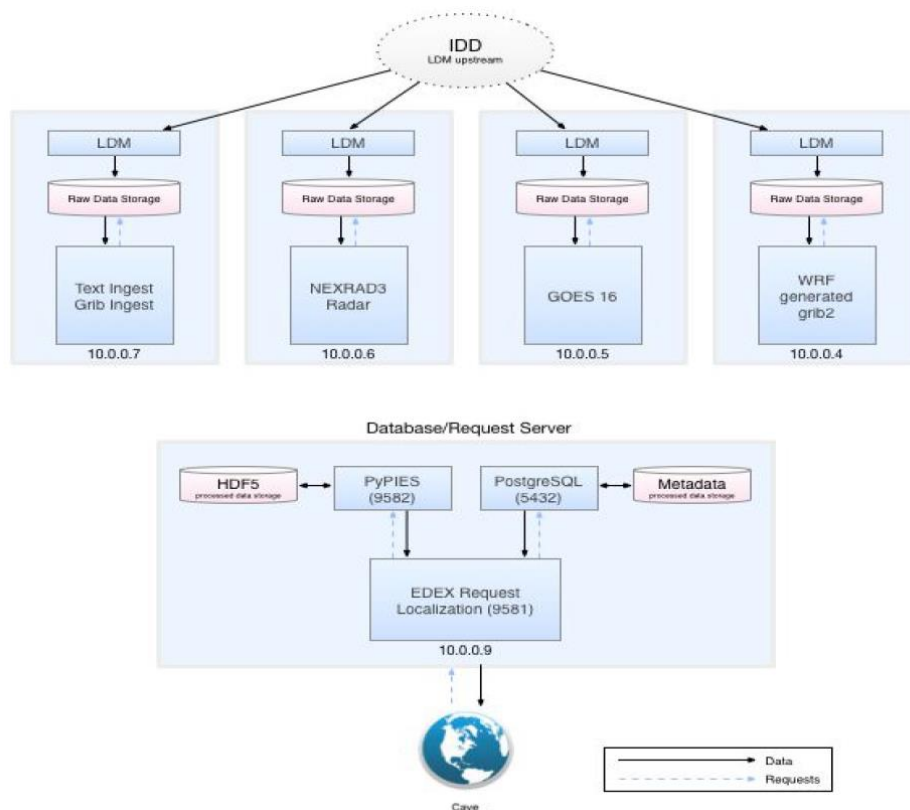 IDD
LDM upstream
LDM
LDM
LDM
LDM
Raw Data Storage
Raw Data Storage
Raw Data Storage
Raw Data Storage
Text Ingest
Grib Ingest
NEXRAD3
Radar
GOES 16
WRF
generated
grib2
10.0.0.7
10.0.0.6
10.0.0.5
10.0.0.4
Database/Request Server
HDF5
processed data storage
PyPIES
(9582)
PostgreSQL
(5432)
Metadata
processed data storage
EDEX Request
Localization (9581)
10.0.0.9
Data
Requests
Cave